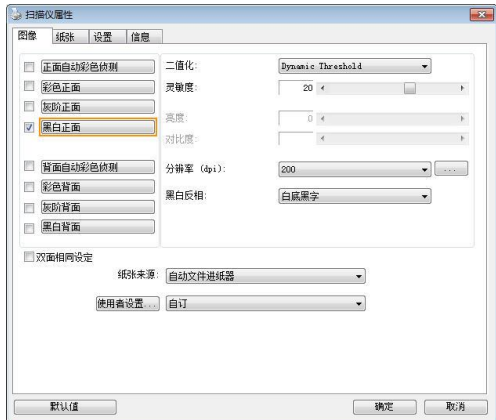 扫描仪属性
图像 纸张 设置 信息
正面自动彩色侦测
彩色正面
灰阶正面
黑白正面
背面自动彩色侦测
彩色背面
灰阶背面
黑白背面
二值化: Dynamic Threshold
灵敏度: 20
亮度: 0
对比度:
分辨率 (dpi): 200 ...
黑白反相: 白底黑字
双面相同设定
纸张来源: 自动文件进纸器
使用者设置... 自订
默认值 确定 取消